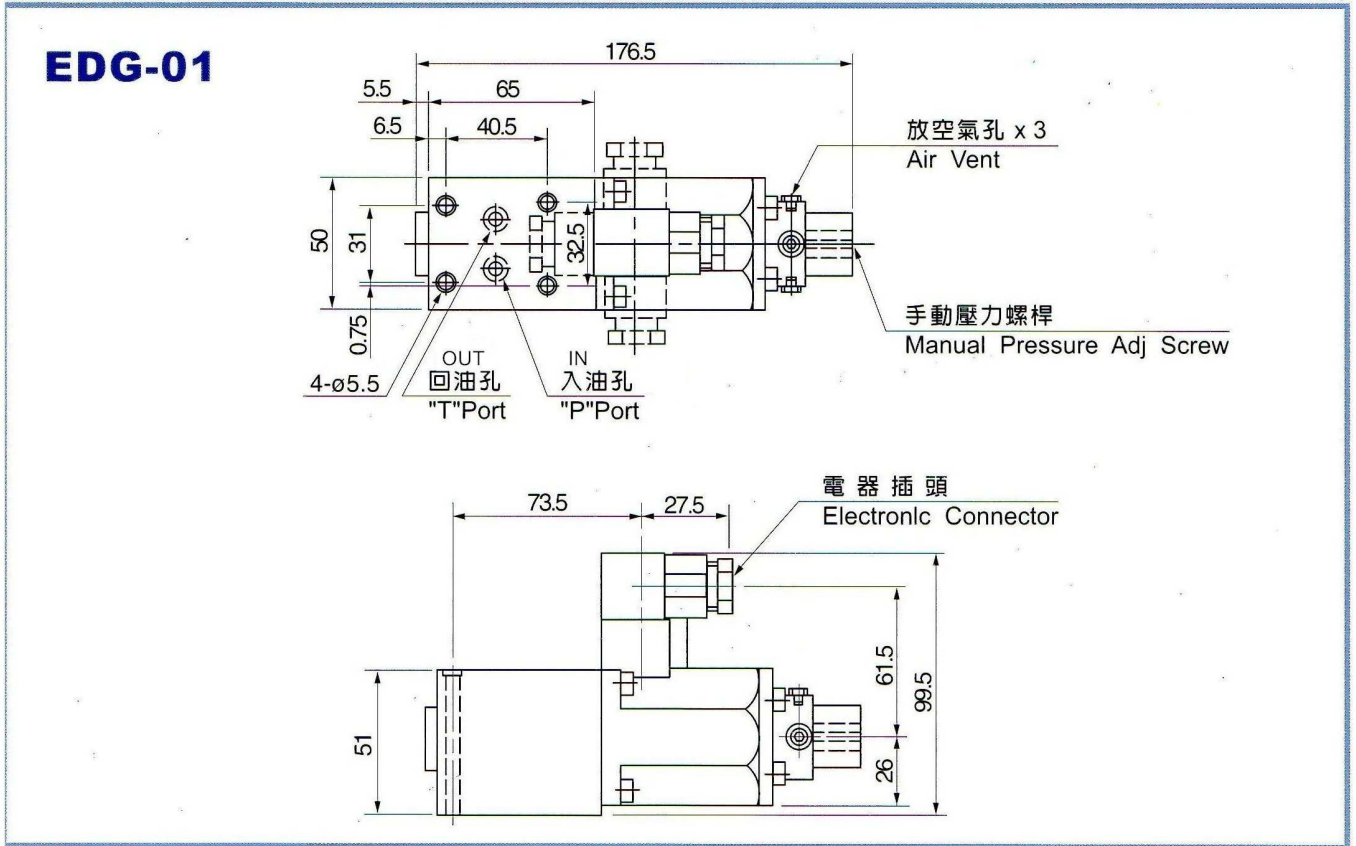 EDG-01
176.5
5.5
65
6.5
40.5
放空氣孔 x 3
Air Vent
50
31
32.5
0.75
手動壓力螺桿
Manual Pressure Adj Screw
4-ø5.5
OUT
回油孔
"T"Port
IN
入油孔
"P"Port
電器插頭
Electronlc Connector
73.5
27.5
51
61.5
99.5
26